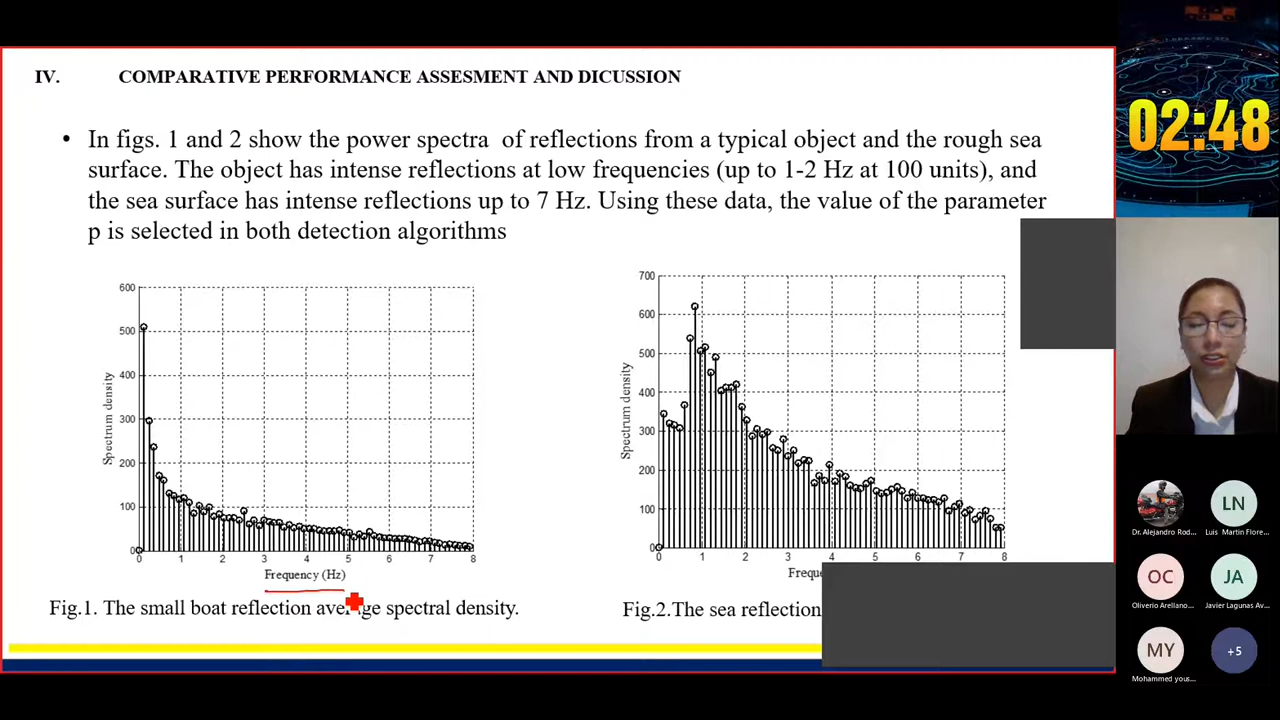 IV. COMPARATIVE PERFORMANCE ASSESMENT AND DICUSSION
• In figs. 1 and 2 show the power spectra of reflections from a typical object and the rough sea
surface. The object has intense reflections at low frequencies (up to 1-2 Hz at 100 units), and
the sea surface has intense reflections up to 7 Hz. Using these data, the value of the parameter
p is selected in both detection algorithms
600
500
400
300
200
100
0
Spectrum density
0 1 2 3 4 5 6 7 8
Frequency (Hz)
Fig.1. The small boat reflection average spectral density.
700
600
500
400
300
200
100
0
Spectrum density
0 1 2 3 4 5 6 7 8
Frequ
Fig.2.The sea reflection
02:48
Dr. Alejandro Rod...
LN
Luis Martin Flore...
OC
Oliverio Arellano...
JA
Javier Lagunas Av...
MY
Mohammed yous...
+5